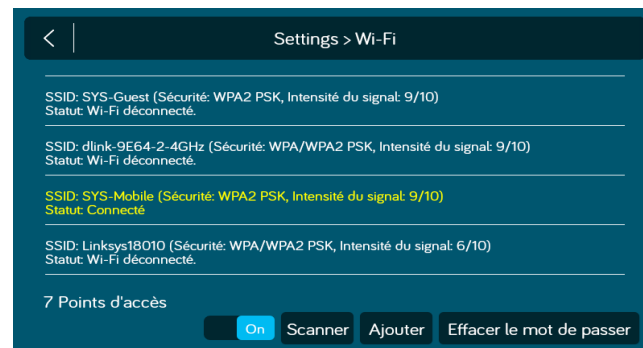 Settings > Wi-Fi
SSID: SYS-Guest (Sécurité: WPA2 PSK, Intensité du signal: 9/10)
Statut: Wi-Fi déconnecté.
SSID: dlink-9E64-2-4GHz (Sécurité: WPA/WPA2 PSK, Intensité du signal: 9/10)
Statut: Wi-Fi déconnecté.
SSID: SYS-Mobile (Sécurité: WPA2 PSK, Intensité du signal: 9/10)
Statut: Connecté
SSID: Linksys18010 (Sécurité: WPA/WPA2 PSK, Intensité du signal: 6/10)
Statut: Wi-Fi déconnecté.
7 Points d'accès
On Scanner Ajouter Effacer le mot de passer